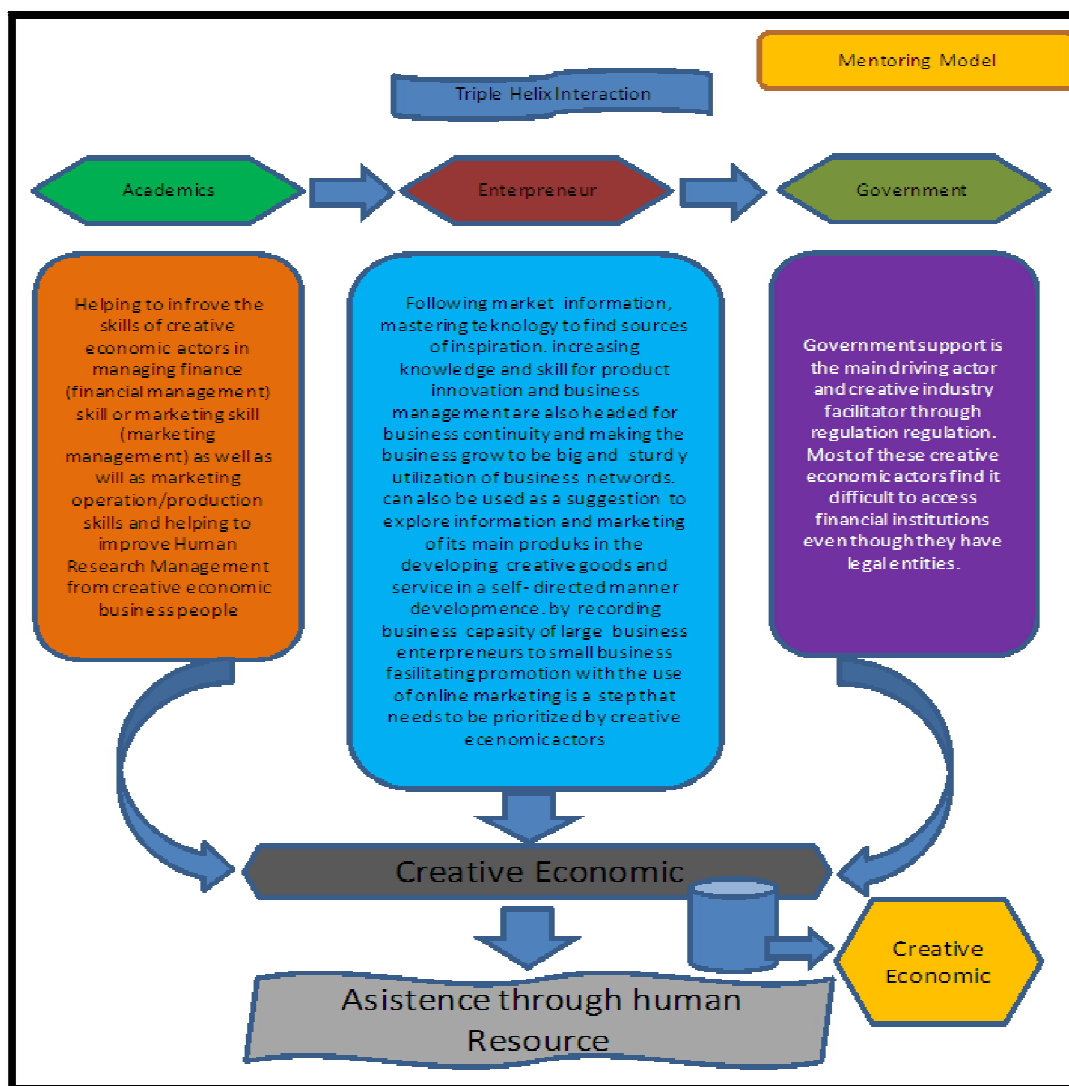 Mentoring Model
Triple Helix Interaction
Academics
Enterpreneur
Government
Helping to infrove the
skills of creative
economic actors in
managing finance
(financial management)
skill or marketing skill
(marketing
management) as well as
will as marketing
operation/production
skills and helping to
improve Human
Research Management
from creative economic
business people
Following market information,
mastering teknology to find sources
of inspiration. increasing
knowledge and skill for product
innovation and business
management are also headed for
business continuity and making the
business grow to be big and sturdy
utilization of business networds.
can also be used as a suggestion to
explore information and marketing
of its main produks in the
developing creative goods and
service in a self- directed manner
developmence. by recording
business capacity of large business
enterpreneurs to small business
fasilitating promotion with the use
of online marketing is a step that
needs to be prioritized by creative
ecenomic actors
Government support is
the main driving actor
and creative industry
facilitator through
regulation regulation.
Most of these creative
economic actors find it
difficult to access
financial institutions
even though they have
legal entities.
Creative Economic
Creative
Economic
Asistence through human
Resource